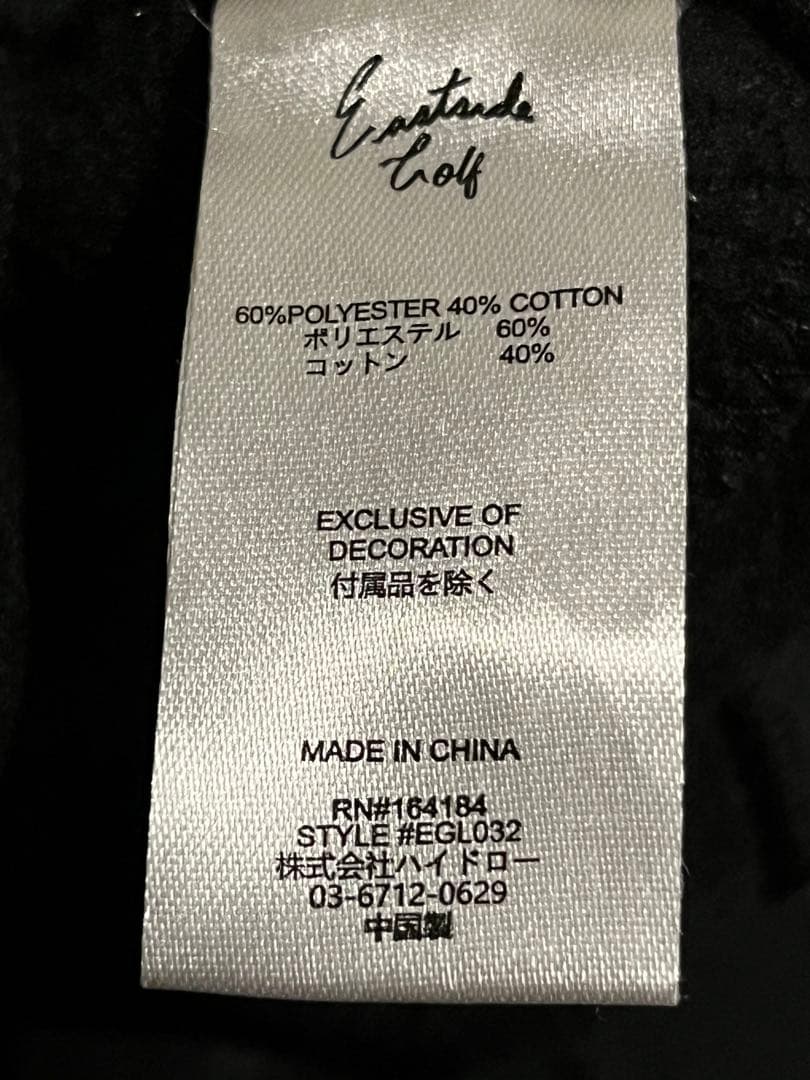 Eastside
Golf
60%POLYESTER 40% COTTON
ポリエステル 60%
コットン 40%
EXCLUSIVE OF
DECORATION
付属品を除く
MADE IN CHINA
RN#164184
STYLE #EGL032
株式会社ハイドロー
03-6712-0629
中国製